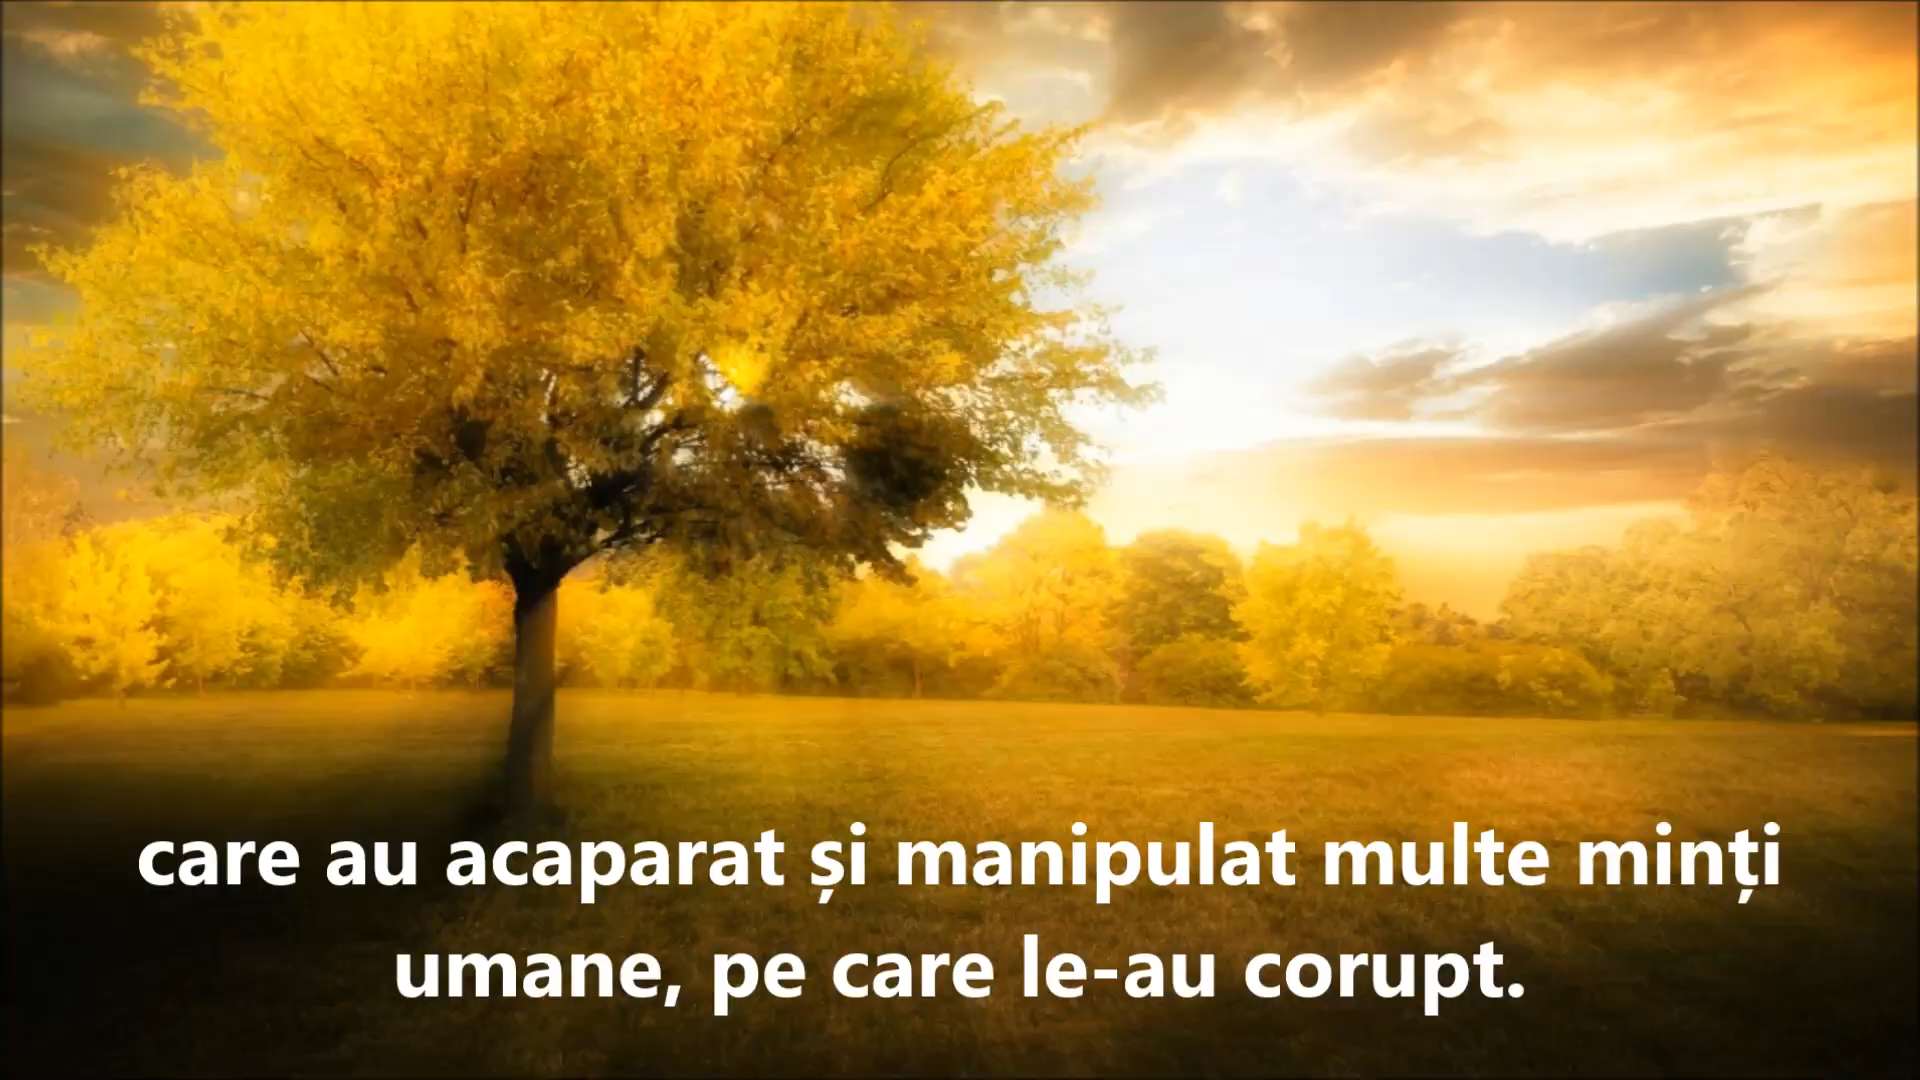 care au acaparat și manipulat multe minți
umane, pe care le-au corupt.